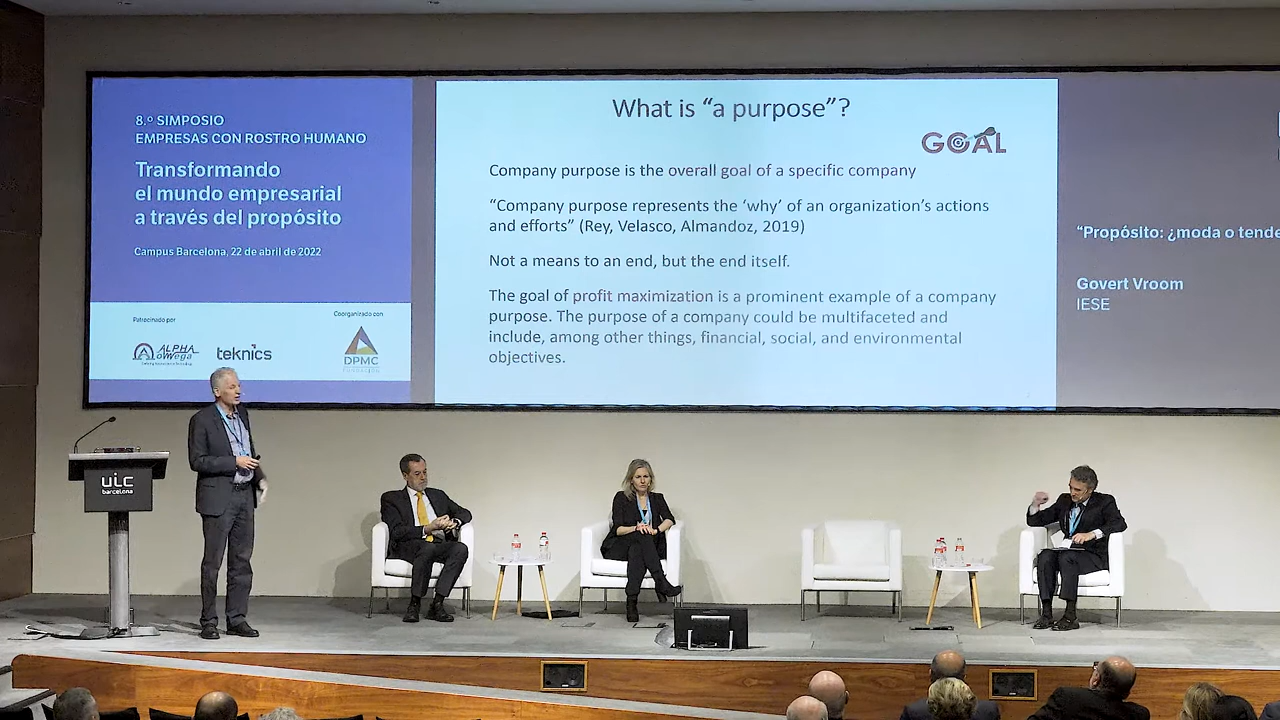 8.º SIMPOSIO
EMPRESAS CON ROSTRO HUMANO
Transformando
el mundo empresarial
a través del propósito
Campus Barcelona, 22 de abril de 2022
Patrocinado por
Coorganizado con
ALPHA
teknics
DPMC
What is “a purpose”?
GOAL
Company purpose is the overall goal of a specific company
“Company purpose represents the ‘why’ of an organization’s actions
and efforts” (Rey, Velasco, Almandoz, 2019)
Not a means to an end, but the end itself.
The goal of profit maximization is a prominent example of a company
purpose. The purpose of a company could be multifaceted and
include, among other things, financial, social, and environmental
objectives.
“Propósito: ¿moda o tende
Govert Vroom
IESE
uic
barcelona